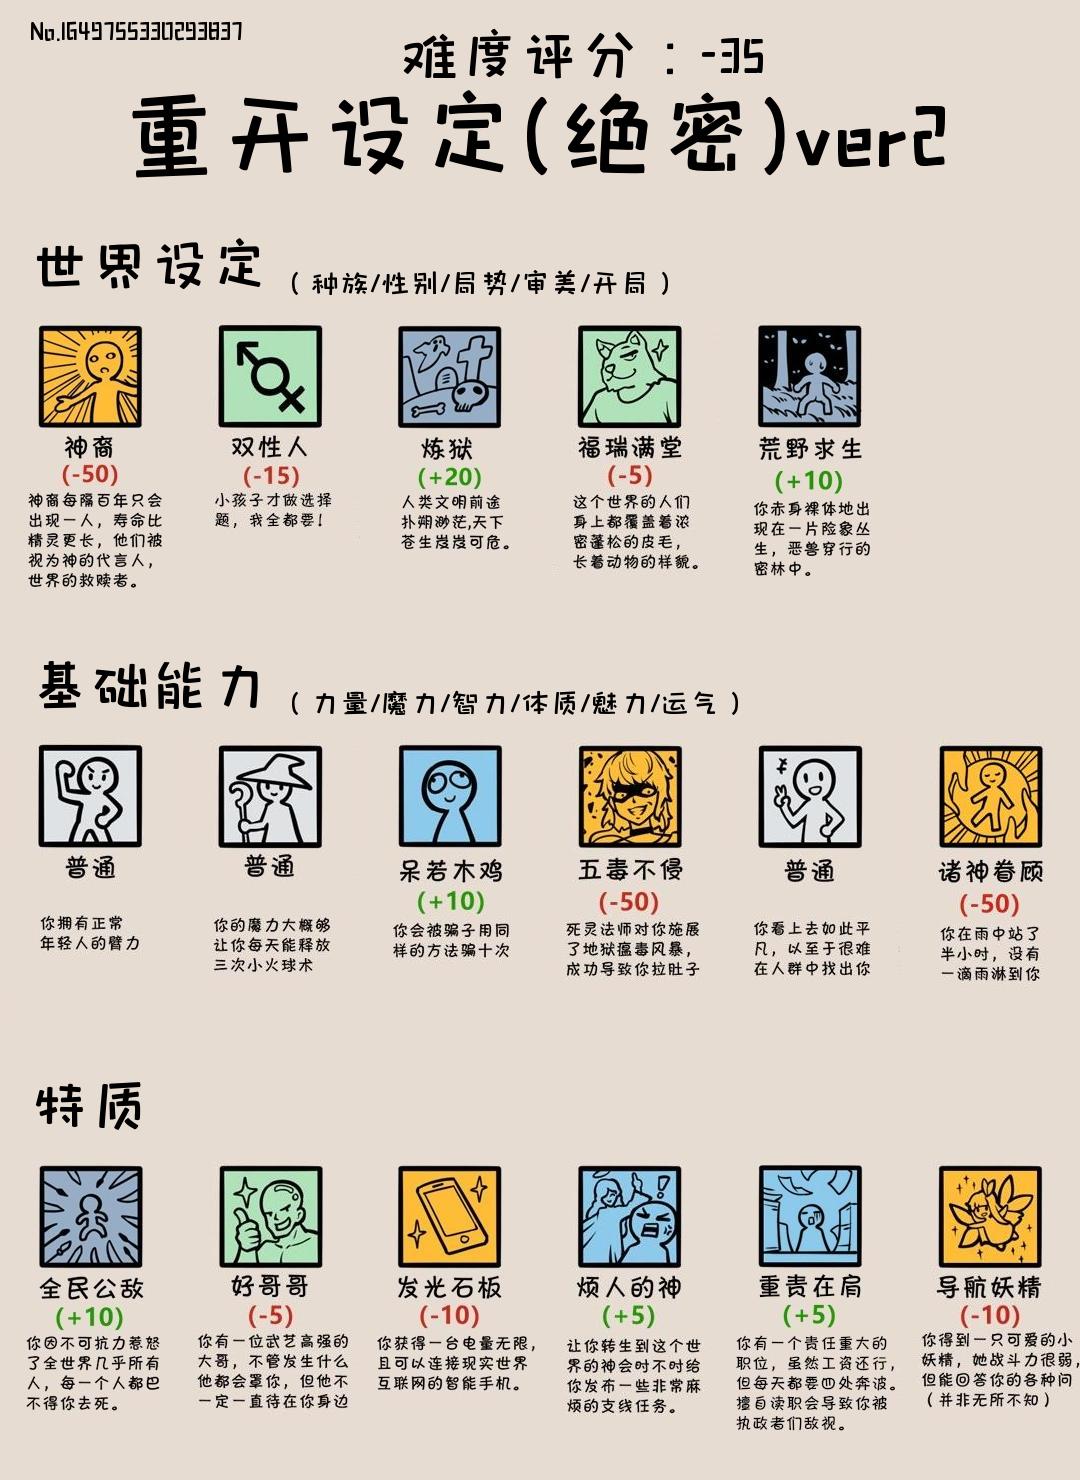 No.1649755330293837
难度评分：-35
重开设定(绝密)ver2
世界设定（种族/性别/局势/审美/开局）
神裔
(-50)
神裔每隔百年只会
出现一人，寿命比
精灵更长，他们被
视为神的代言人，
世界的救赎者。
双性人
(-15)
小孩子才做选择
题，我全都要！
炼狱
(+20)
人类文明前途
扑朔渺茫,天下
苍生岌岌可危。
福瑞满堂
(-5)
这个世界的人们
身上都覆盖着浓
密蓬松的皮毛，
长着动物的样貌。
荒野求生
(+10)
你赤身裸体地出
现在一片险象丛
生，恶兽穿行的
密林中。
基础能力（力量/魔力/智力/体质/魅力/运气）
普通
你拥有正常
年轻人的臂力
普通
你的魔力大概够
让你每天能释放
三次小火球术
呆若木鸡
(+10)
你会被骗子用同
样的方法骗十次
五毒不侵
(-50)
死灵法师对你施展
了地狱瘟毒风暴，
成功导致你拉肚子
普通
你看上去如此平
凡，以至于很难
在人群中找出你
诸神眷顾
(-50)
你在雨中站了
半小时，没有
一滴雨淋到你
特质
全民公敌
(+10)
你因不可抗力惹怒
了全世界几乎所有
人，每一个人都巴
不得你去死。
好哥哥
(-5)
你有一位武艺高强的
大哥，不管发生什么
他都会罩你，但他不
一定一直待在你身边
发光石板
(-10)
你获得一台电量无限，
且可以连接现实世界
互联网的智能手机。
烦人的神
(+5)
让你转生到这个世
界的神会时不时给
你发布一些非常麻
烦的支线任务。
重责在肩
(+5)
你有一个责任重大的
职位，虽然工资还行，
但每天都要四处奔波。
擅自读职会导致你被
执政者们敌视。
导航妖精
(-10)
你得到一只可爱的小
妖精，她战斗力很弱，
但能回答你的各种问
（并非无所不知）